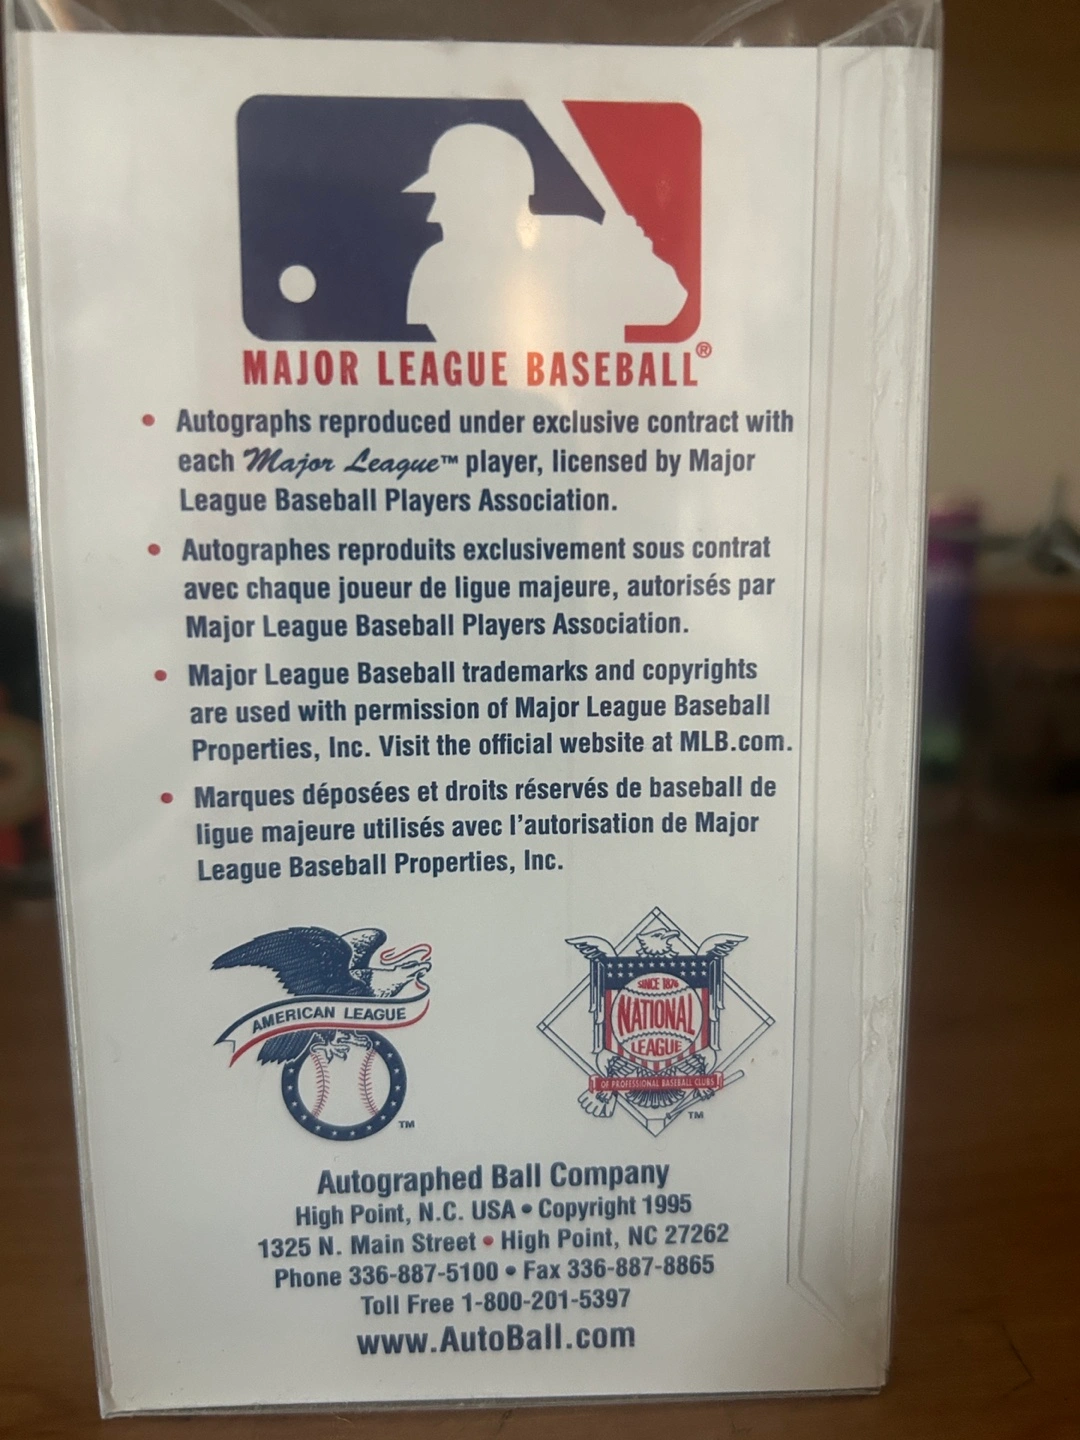 MAJOR LEAGUE BASEBALL®
• Autographs reproduced under exclusive contract with
each Major League™ player, licensed by Major
League Baseball Players Association.
• Autographes reproduits exclusivement sous contrat
avec chaque joueur de ligue majeure, autorisés par
Major League Baseball Players Association.
• Major League Baseball trademarks and copyrights
are used with permission of Major League Baseball
Properties, Inc. Visit the official website at MLB.com.
• Marques déposées et droits réservés de baseball de
ligue majeure utilisés avec l'autorisation de Major
League Baseball Properties, Inc.
AMERICAN LEAGUE
TM
SINCE 1876
NATIONAL
LEAGUE
OF PROFESSIONAL BASEBALL CLUBS
TM
Autographed Ball Company
High Point, N.C. USA • Copyright 1995
1325 N. Main Street • High Point, NC 27262
Phone 336-887-5100 • Fax 336-887-8865
Toll Free 1-800-201-5397
www.AutoBall.com